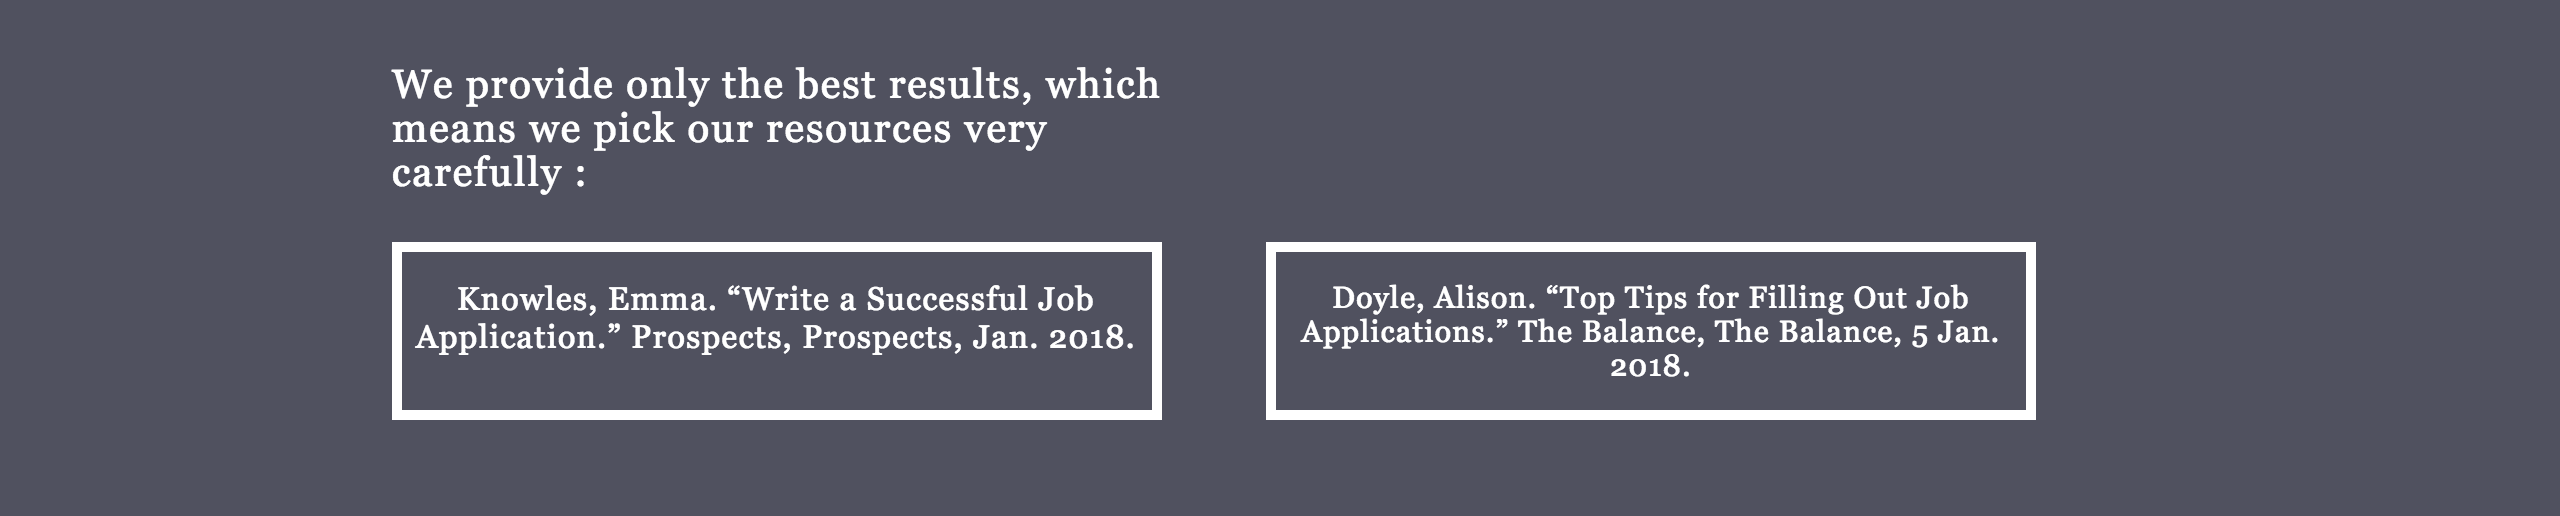 We provide only the best results, which
means we pick our resources very
carefully :
Knowles, Emma. “Write a Successful Job
Application.” Prospects, Prospects, Jan. 2018.
Doyle, Alison. “Top Tips for Filling Out Job
Applications.” The Balance, The Balance, 5 Jan.
2018.